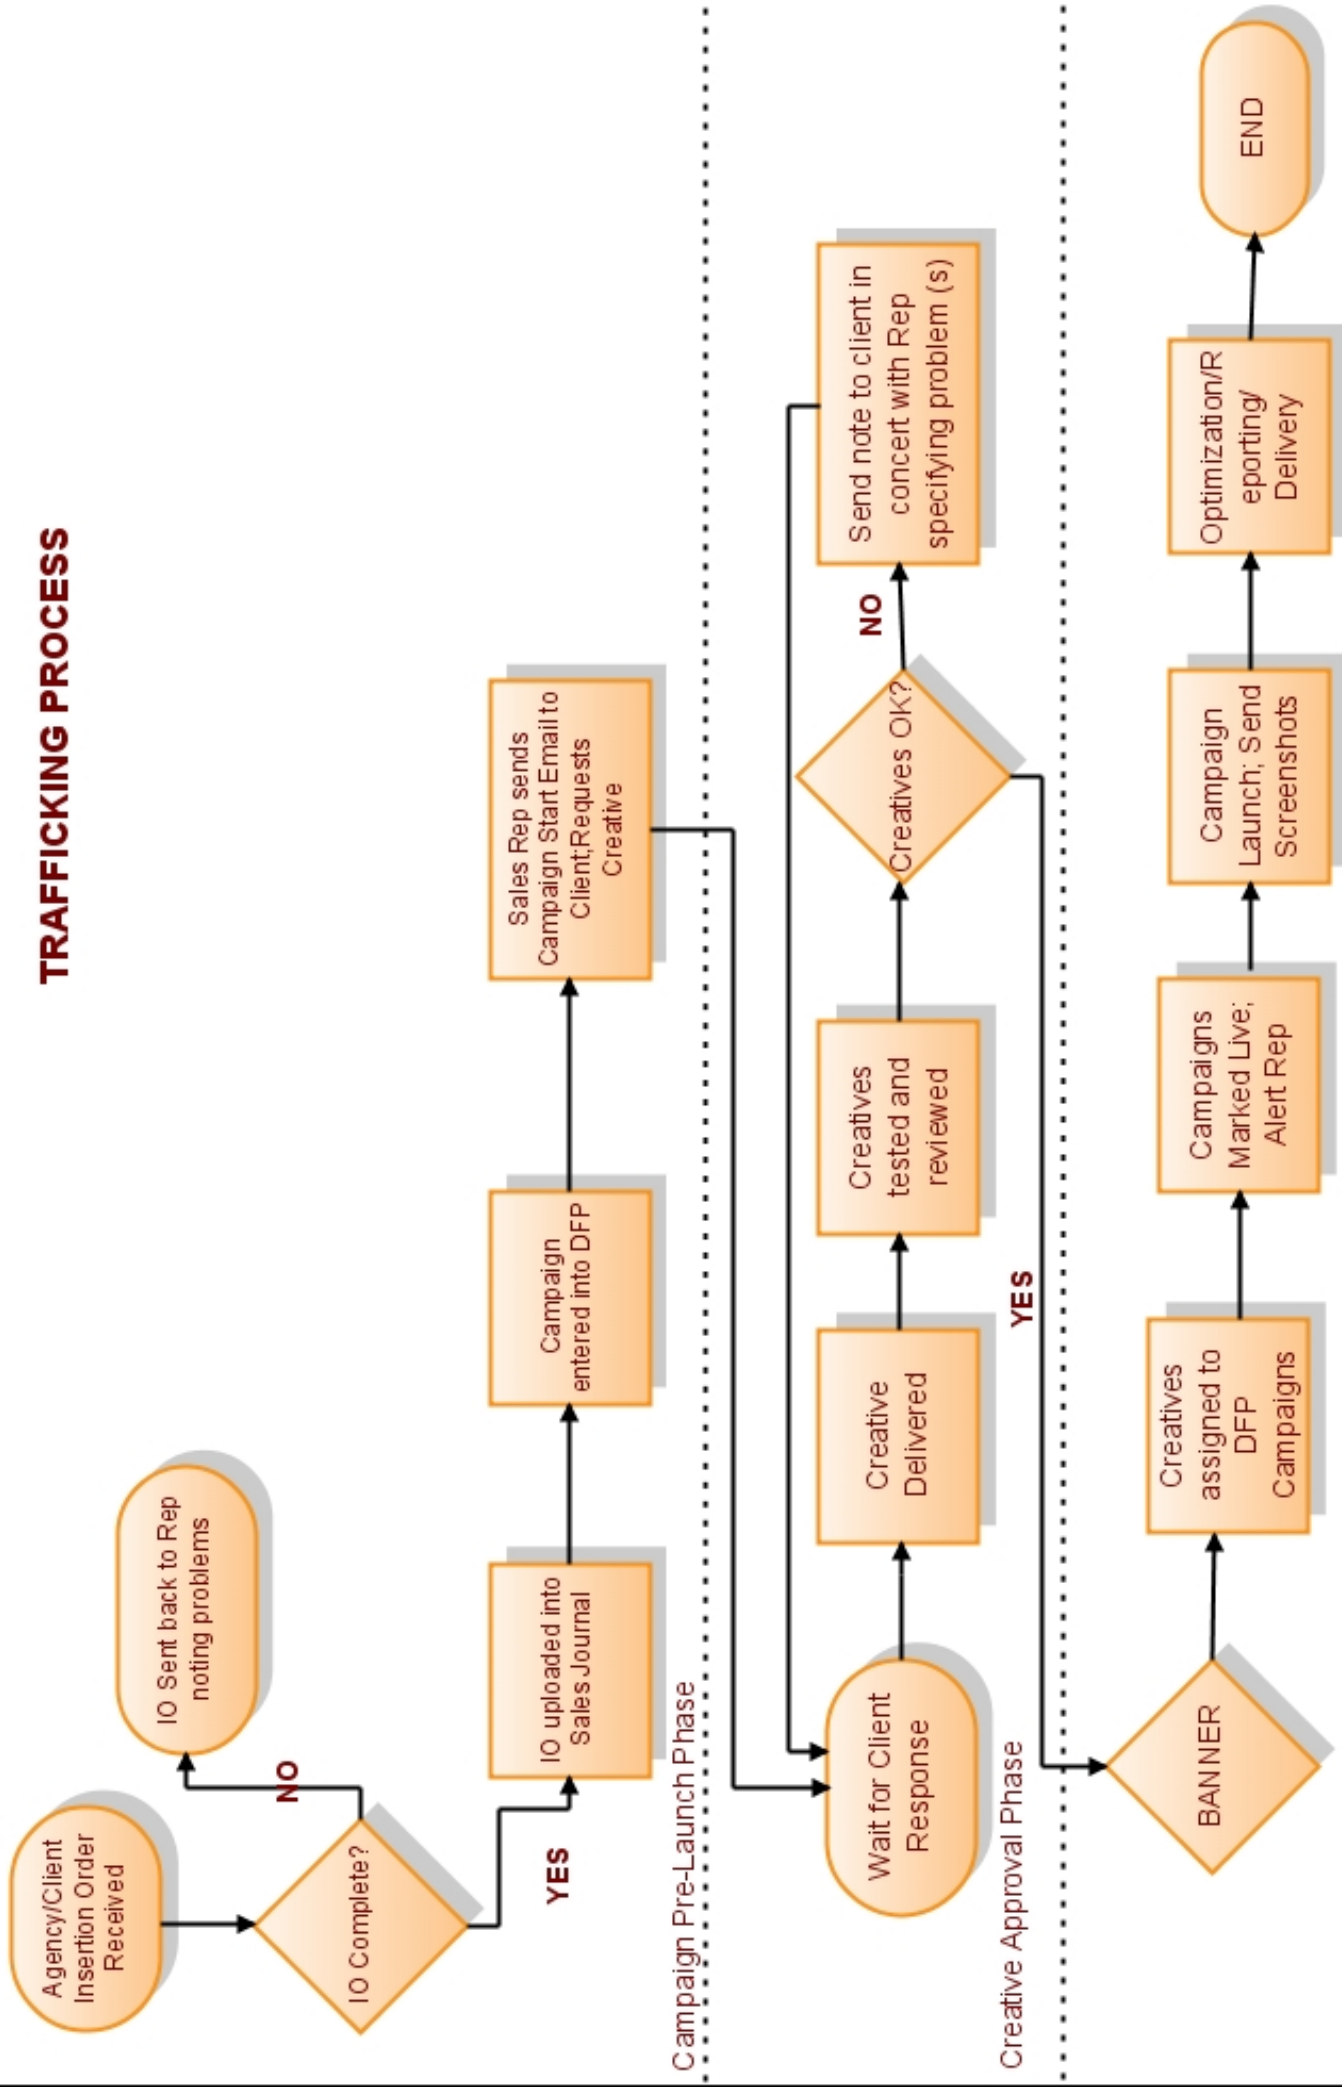 TRAFFICKING PROCESS
Agency/Client
Insertion Order
Received
IO Complete?
NO
IO Sent back to Rep
noting problems
YES
IO uploaded into
Sales Journal
Campaign
entered into DFP
Sales Rep sends
Campaign Start Email to
Client;Requests
Creative
Campaign Pre-Launch Phase
Wait for Client
Response
Creative
Delivered
Creatives
tested and
reviewed
Creatives OK?
NO
Send note to client in
concert with Rep
specifying problem (s)
YES
Creative Approval Phase
BANNER
Creatives
assigned to
DFP
Campaigns
Campaigns
Marked Live;
Alert Rep
Campaign
Launch; Send
Screenshots
Optimization/R
eporting/
Delivery
END